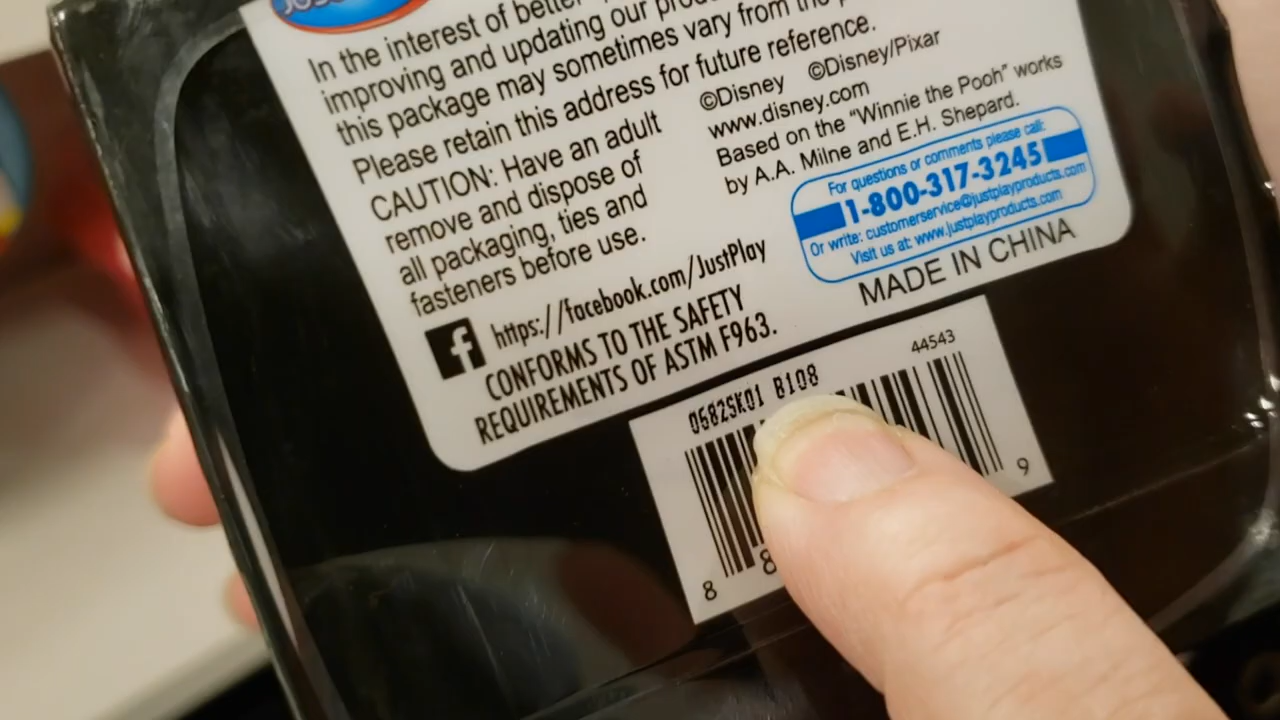 In the interest of better
improving and updating our
this package may sometimes vary from the
Please retain this address for future reference.
CAUTION: Have an adult
remove and dispose of
all packaging, ties and
fasteners before use.
©Disney ©Disney/Pixar
www.disney.com
Based on the "Winnie the Pooh" works
by A.A. Milne and E.H. Shepard.
For questions or comments please call:
1-800-317-3245
Or write: customerservice@justplayproducts.com
Visit us at: www.justplayproducts.com
MADE IN CHINA
f https://facebook.com/JustPlay
CONFORMS TO THE SAFETY
REQUIREMENTS OF ASTM F963.
0682SK01 B108
44543
8 8 9